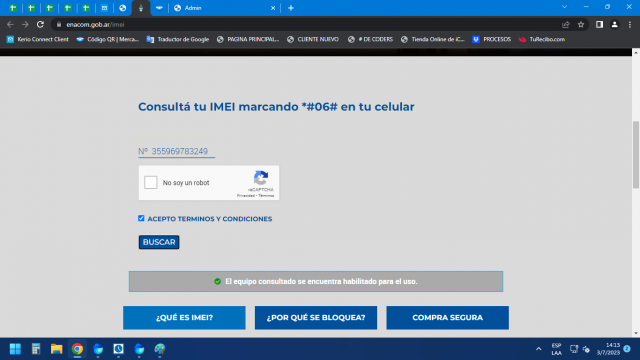 Admin
enacom.gob.ar/imei
Kerio Connect Client
Código QR | Merca...
Traductor de Google
PAGINA PRINCIPAL...
CLIENTE NUEVO
# DE CODERS
Tienda Online de iC...
PROCESOS
TuRecibo.com
Consultá tu IMEI marcando *#06# en tu celular
Nº 355969783249
No soy un robot
reCAPTCHA
Privacidad - Términos
ACEPTO TERMINOS Y CONDICIONES
BUSCAR
El equipo consultado se encuentra habilitado para el uso.
¿QUÉ ES IMEI?
¿POR QUÉ SE BLOQUEA?
COMPRA SEGURA
ESP
LAA
14:13
3/7/2023